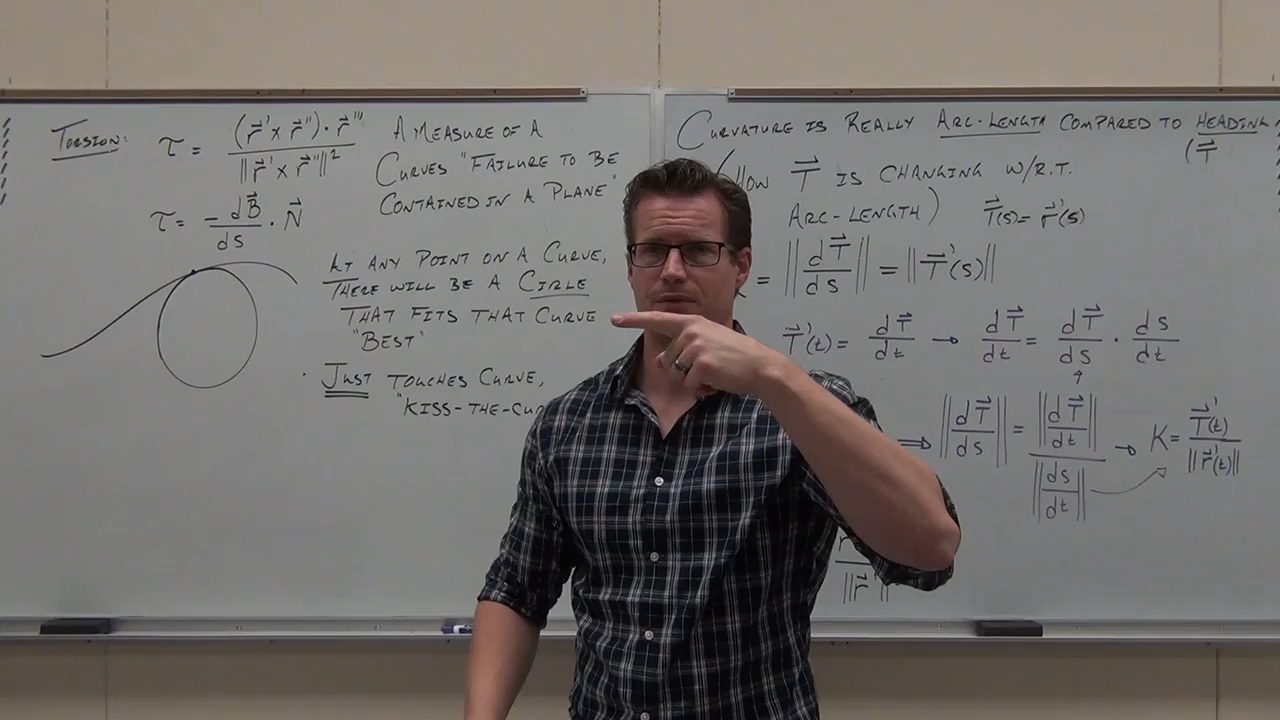 TORSION:
τ = (r⃗' × r⃗'') · r⃗''' / ||r⃗' × r⃗''||²
τ = -dB⃗/ds · N⃗
A MEASURE OF A
CURVES "FAILURE TO BE
CONTAINED IN A PLANE"
AT ANY POINT ON A CURVE,
THERE WILL BE A CIRLE
THAT FITS THAT CURVE
"BEST"
· JUST TOUCHES CURVE,
"KISS-THE-CU
CURVATURE IS REALLY ARC-LENGTH COMPARED TO HEADING
(T⃗
(HOW T⃗ IS CHANGING W/R.T.
ARC-LENGTH) T⃗(s) = r⃗'(s)
K = ||dT⃗/ds|| = ||T⃗'(s)||
T⃗'(t) = dT⃗/dt → dT⃗/dt = dT⃗/ds · ds/dt
⟹ ||dT⃗/ds|| = ||dT⃗/dt|| / ||ds/dt|| → K = T⃗'(t) / ||r⃗'(t)||